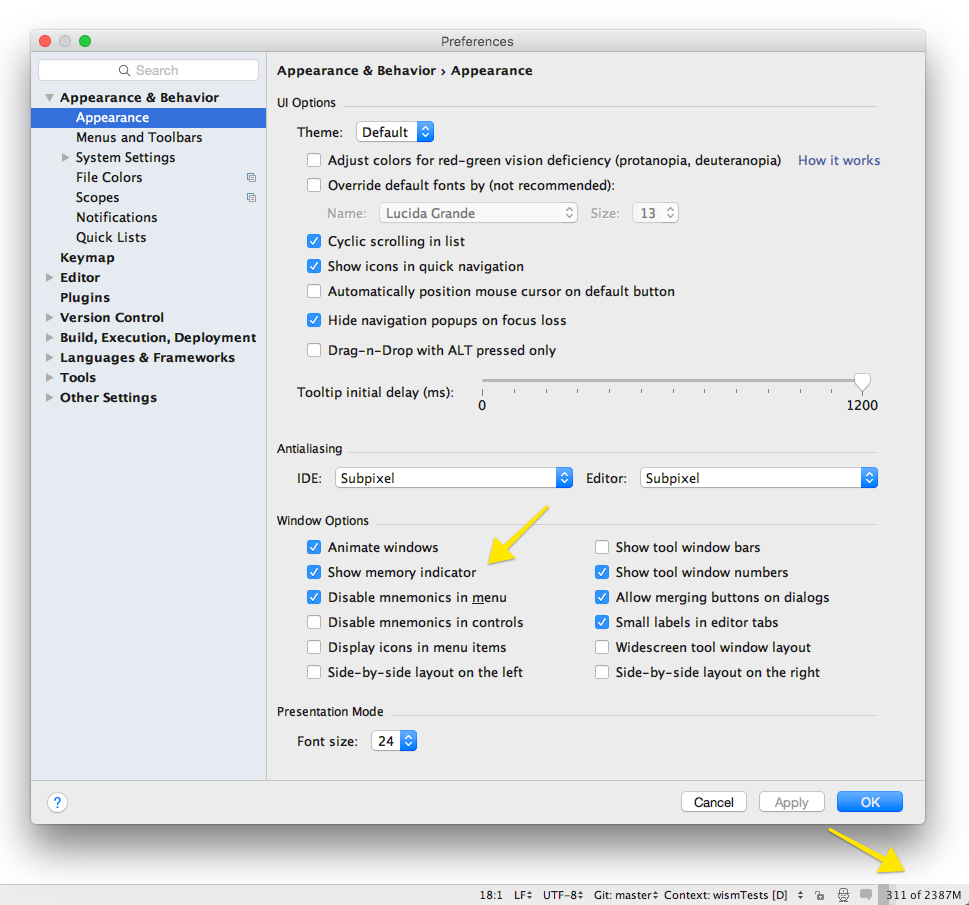 Preferences
Search
Appearance & Behavior
Appearance
Menus and Toolbars
System Settings
File Colors
Scopes
Notifications
Quick Lists
Keymap
Editor
Plugins
Version Control
Build, Execution, Deployment
Languages & Frameworks
Tools
Other Settings
Appearance & Behavior › Appearance
UI Options
Theme: Default
Adjust colors for red-green vision deficiency (protanopia, deuteranopia) How it works
Override default fonts by (not recommended):
Name: Lucida Grande Size: 13
Cyclic scrolling in list
Show icons in quick navigation
Automatically position mouse cursor on default button
Hide navigation popups on focus loss
Drag-n-Drop with ALT pressed only
Tooltip initial delay (ms):
0 1200
Antialiasing
IDE: Subpixel Editor: Subpixel
Window Options
Animate windows Show tool window bars
Show memory indicator Show tool window numbers
Disable mnemonics in menu Allow merging buttons on dialogs
Disable mnemonics in controls Small labels in editor tabs
Display icons in menu items Widescreen tool window layout
Side-by-side layout on the left Side-by-side layout on the right
Presentation Mode
Font size: 24
? Cancel Apply OK
18:1 LF UTF-8 Git: master Context: wismTests [D] 311 of 2387M